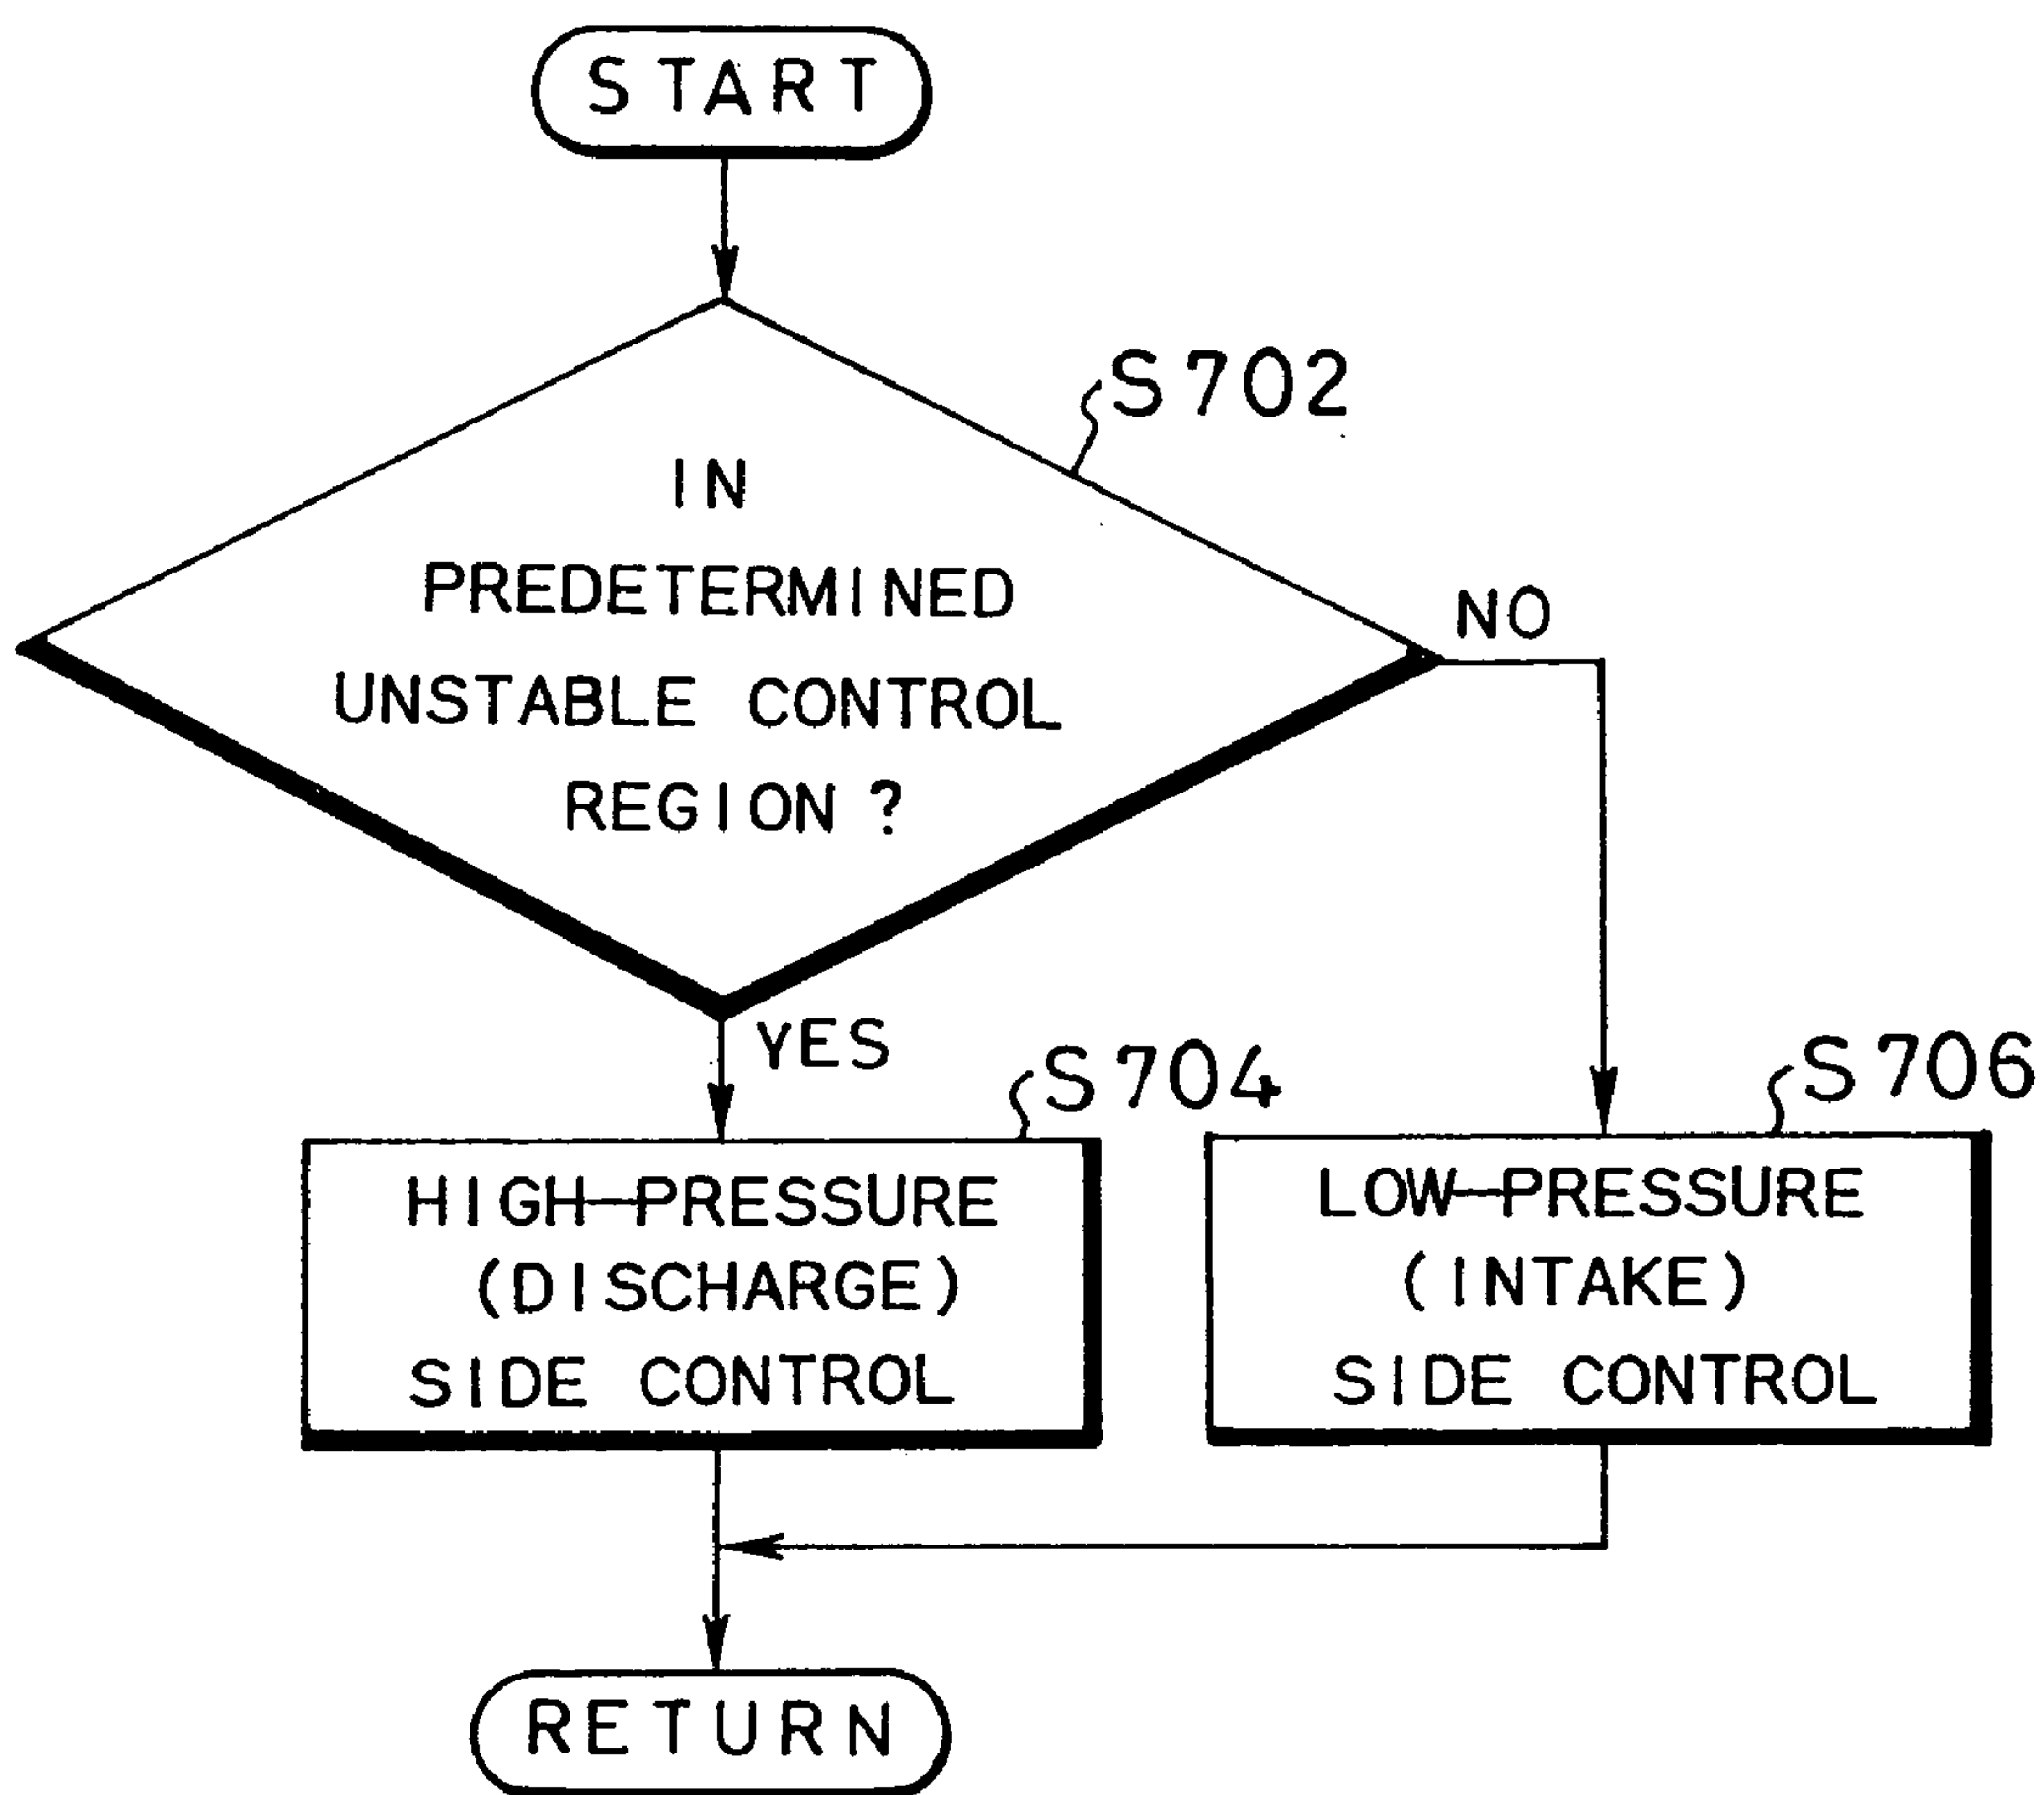 START
S702
IN
PREDETERMINED
UNSTABLE CONTROL
REGION ?
NO
YES
S704
HIGH-PRESSURE
(DISCHARGE)
SIDE CONTROL
S706
LOW-PRESSURE
(INTAKE)
SIDE CONTROL
RETURN